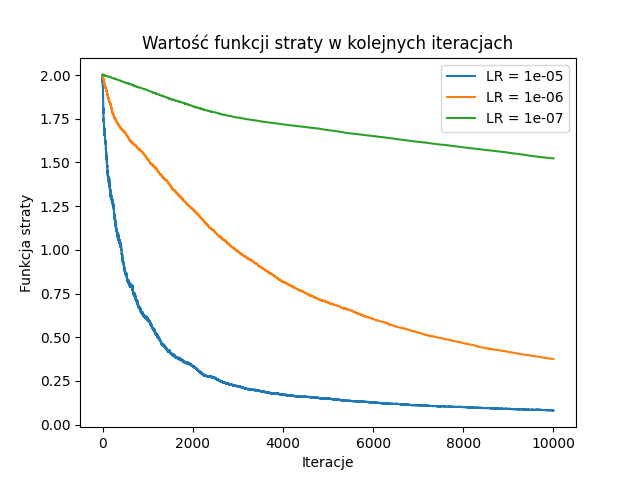 Wartość funkcji straty w kolejnych iteracjach
LR = 1e-05
LR = 1e-06
LR = 1e-07
Funkcja straty
2.00
1.75
1.50
1.25
1.00
0.75
0.50
0.25
0.00
0 2000 4000 6000 8000 10000
Iteracje